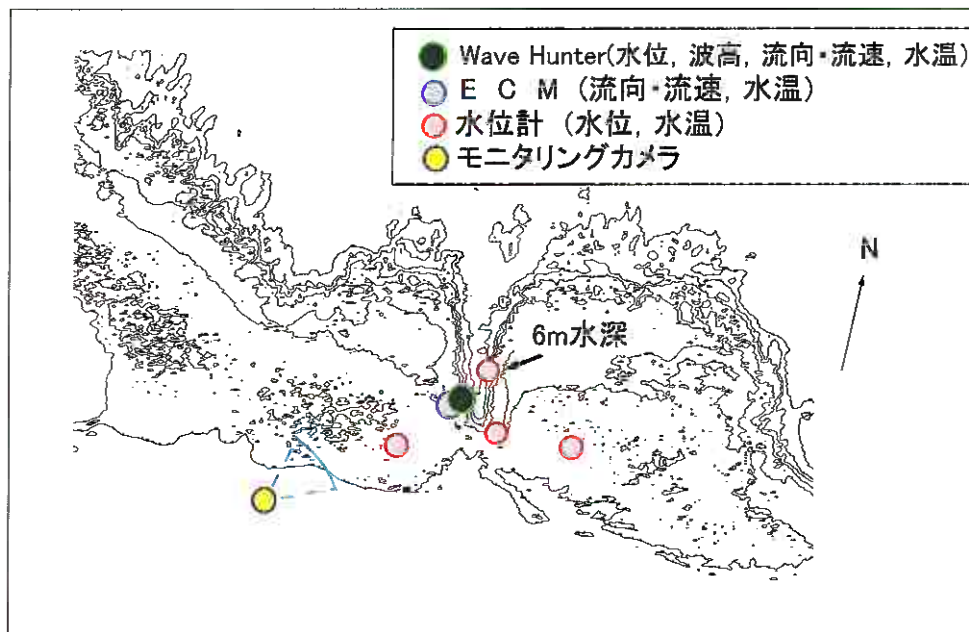 Wave Hunter(水位, 波高, 流向・流速, 水温)
E C M (流向・流速, 水温)
水位計 (水位, 水温)
モニタリングカメラ
N
6m水深